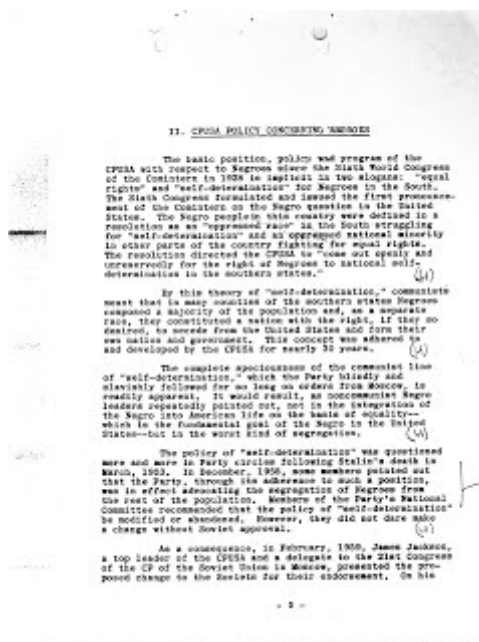 II. CPUSA POLICY CONCERNING NEGROES
The basic position, policy and program of the
CPUSA with respect to Negroes since the Sixth World Congress
of the Comintern in 1928 is implicit in two slogans: "equal
rights" and "self-determination" for Negroes in the South.
The Sixth Congress formulated and issued the first pronounce-
ment of the Comintern on the Negro question in the United
States. The Negro people in this country were defined in a
resolution as an "oppressed race" in the South struggling
for "self-determination" and an oppressed national minority
in other parts of the country fighting for equal rights.
The resolution directed the CPUSA to "come out openly and
unreservedly for the right of Negroes to national self-
determination in the southern states."
By this theory of "self-determination," communists
meant that in many counties of the southern states Negroes
composed a majority of the population and, as a separate
race, they constituted a nation with the right, if they so
desired, to secede from the United States and form their
own nation and government. This concept was adhered to
and developed by the CPUSA for nearly 30 years.
The complete speciousness of the communist line
of "self-determination," which the Party blindly and
slavishly followed for so long on orders from Moscow, is
readily apparent. It would result, as noncommunist Negro
leaders repeatedly pointed out, not in the integration of
the Negro into American life on the basis of equality--
which is the fundamental goal of the Negro in the United
States--but in the worst kind of segregation.
The policy of "self-determination" was questioned
more and more in Party circles following Stalin's death in
March, 1953. In December, 1958, some members pointed out
that the Party, through its adherence to such a position,
was in effect advocating the segregation of Negroes from
the rest of the population. Members of the Party's National
Committee recommended that the policy of "self-determination"
be modified or abandoned. However, they did not dare make
a change without Soviet approval.
As a consequence, in February, 1959, James Jackson,
a top leader of the CPUSA and a delegate to the 21st Congress
of the CP of the Soviet Union in Moscow, presented the pro-
posed change to the Soviets for their endorsement. On his